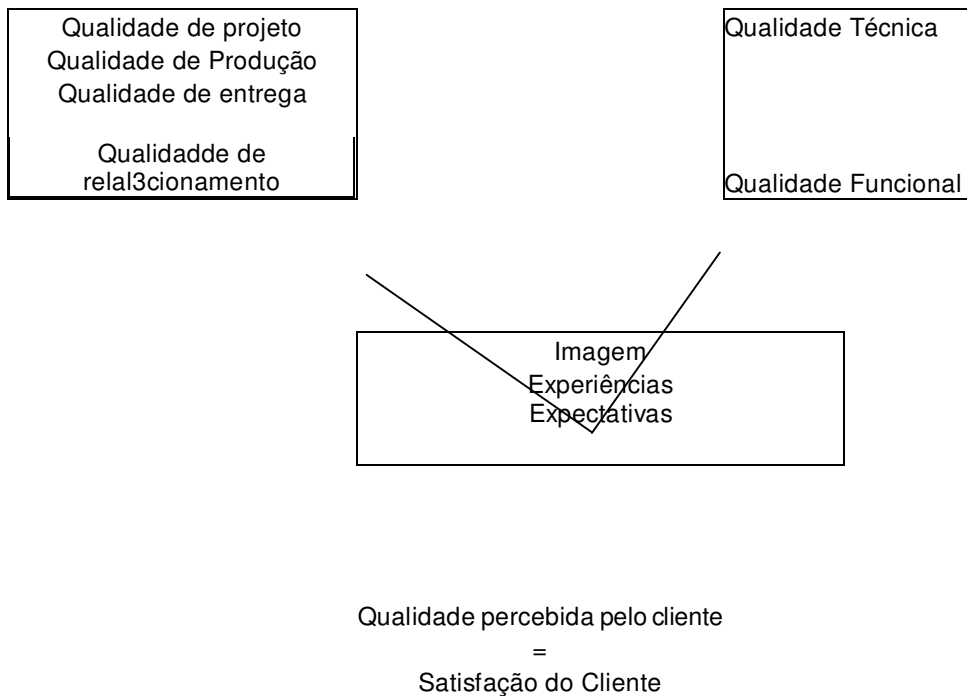 Qualidade de projeto
Qualidade de Produção
Qualidade de entrega
Qualidadde de
relal3cionamento
Qualidade Técnica
Qualidade Funcional
Imagem
Experiências
Expectativas
Qualidade percebida pelo cliente
=
Satisfação do Cliente